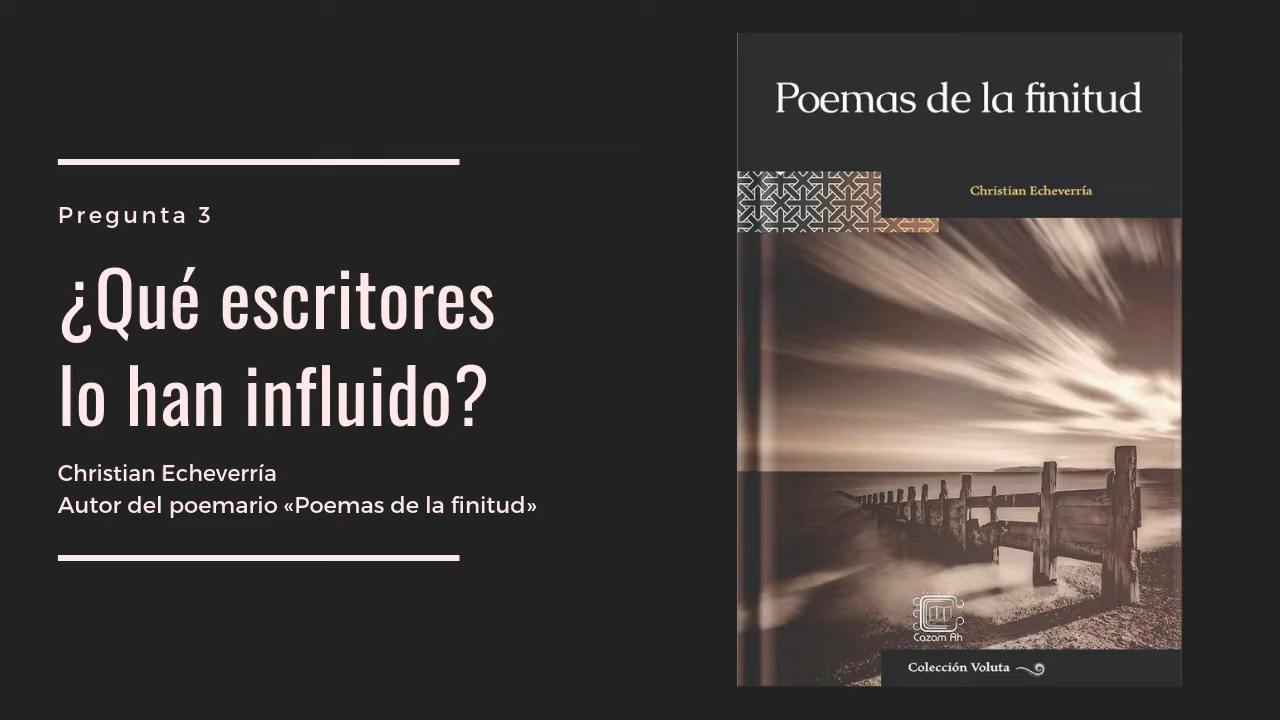 Pregunta 3
¿Qué escritores
lo han influido?
Christian Echeverría
Autor del poemario «Poemas de la finitud»
Poemas de la finitud
Christian Echeverría
Cazam Ah
Colección Voluta